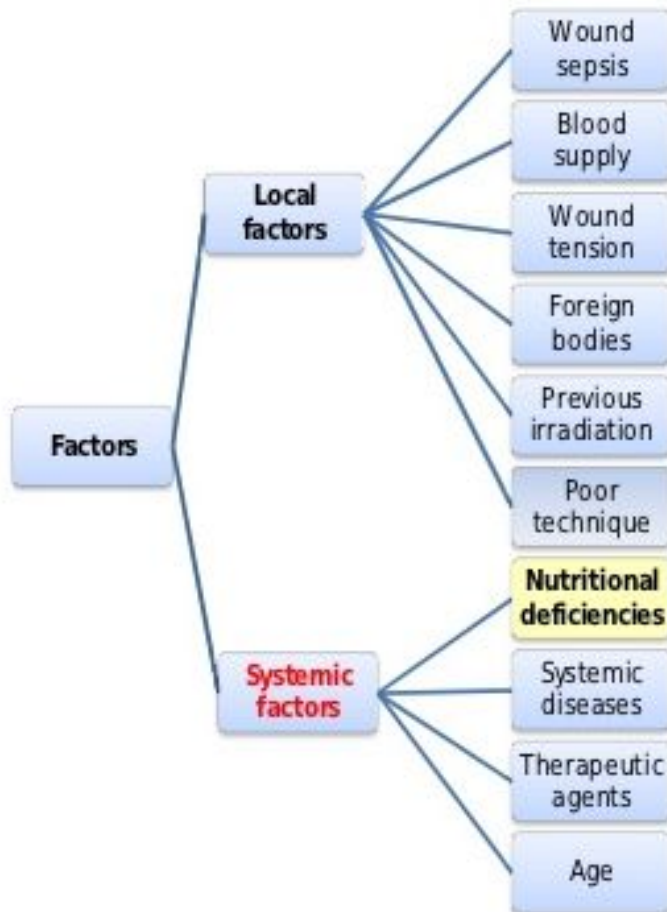 Wound
sepsis
Blood
supply
Local
factors
Wound
tension
Foreign
bodies
Previous
irradiation
Factors
Poor
technique
Nutritional
deficiencies
Systemic
factors
Systemic
diseases
Therapeutic
agents
Age